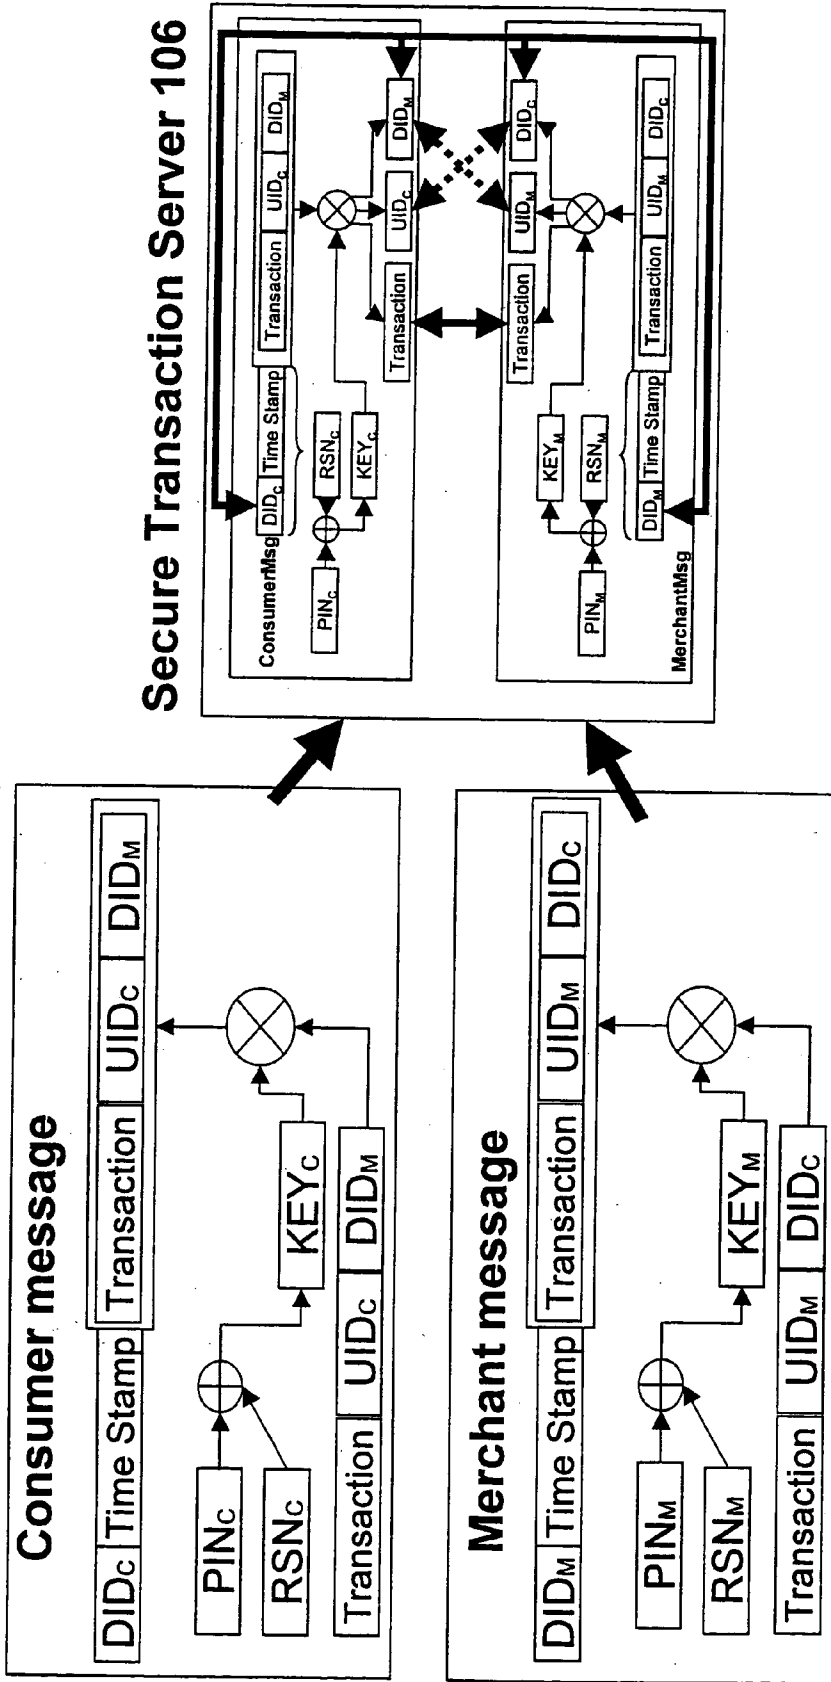 Consumer message
DIDC Time Stamp Transaction UIDC DIDM
PINC
RSNC
KEYC
Transaction UIDC DIDM
Merchant message
DIDM Time Stamp Transaction UIDM DIDC
PINM
RSNM
KEYM
Transaction UIDM DIDC
Secure Transaction Server 106
DIDC Time Stamp Transaction UIDC DIDM
ConsumerMsg
PINC
RSNC
KEYC
Transaction UIDC DIDM
Transaction UIDM DIDC
KEYM
RSNM
PINM
DIDM Time Stamp Transaction UIDM DIDC
MerchantMsg